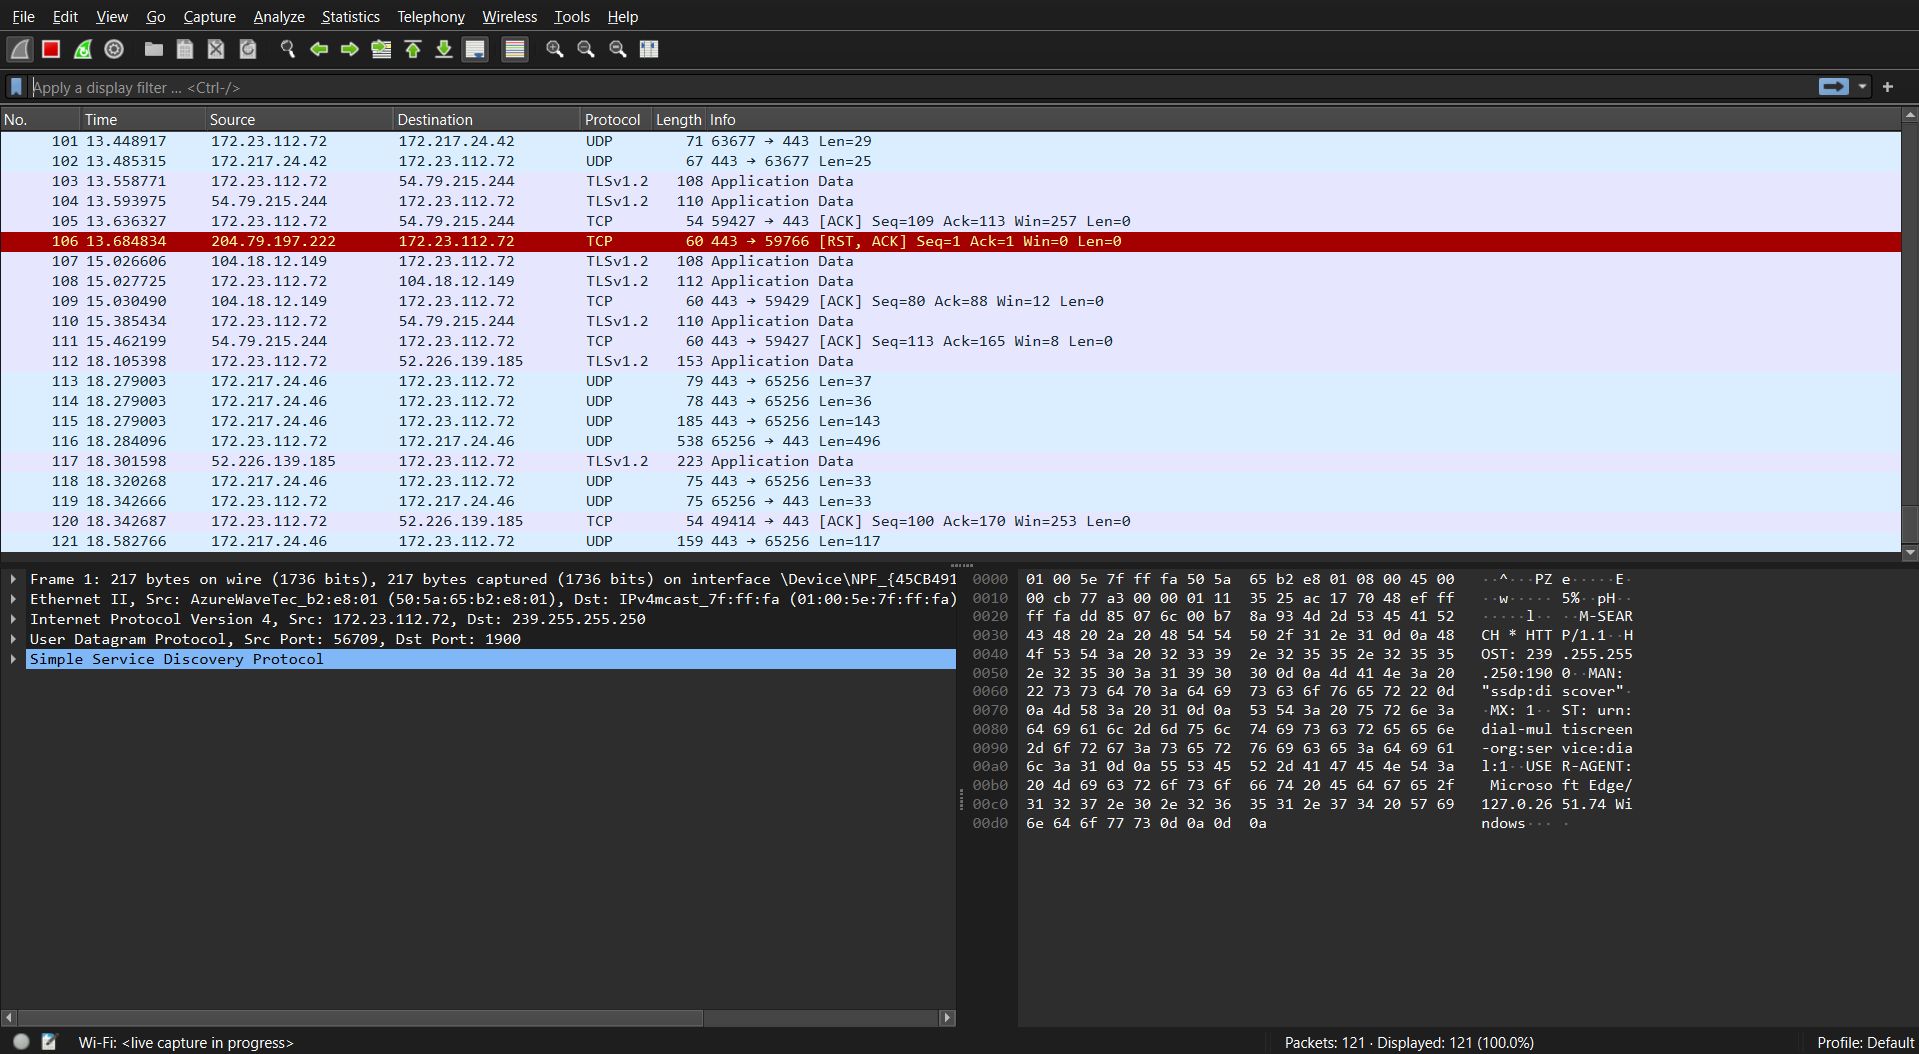 File Edit View Go Capture Analyze Statistics Telephony Wireless Tools Help
Apply a display filter ... <Ctrl-/>
No. Time Source Destination Protocol Length Info
101 13.448917 172.23.112.72 172.217.24.42 UDP 71 63677 → 443 Len=29
102 13.485315 172.217.24.42 172.23.112.72 UDP 67 443 → 63677 Len=25
103 13.558771 172.23.112.72 54.79.215.244 TLSv1.2 108 Application Data
104 13.593975 54.79.215.244 172.23.112.72 TLSv1.2 110 Application Data
105 13.636327 172.23.112.72 54.79.215.244 TCP 54 59427 → 443 [ACK] Seq=109 Ack=113 Win=257 Len=0
106 13.684834 204.79.197.222 172.23.112.72 TCP 60 443 → 59766 [RST, ACK] Seq=1 Ack=1 Win=0 Len=0
107 15.026606 104.18.12.149 172.23.112.72 TLSv1.2 108 Application Data
108 15.027725 172.23.112.72 104.18.12.149 TLSv1.2 112 Application Data
109 15.030490 104.18.12.149 172.23.112.72 TCP 60 443 → 59429 [ACK] Seq=80 Ack=88 Win=12 Len=0
110 15.385434 172.23.112.72 54.79.215.244 TLSv1.2 110 Application Data
111 15.462199 54.79.215.244 172.23.112.72 TCP 60 443 → 59427 [ACK] Seq=113 Ack=165 Win=8 Len=0
112 18.105398 172.23.112.72 52.226.139.185 TLSv1.2 153 Application Data
113 18.279003 172.217.24.46 172.23.112.72 UDP 79 443 → 65256 Len=37
114 18.279003 172.217.24.46 172.23.112.72 UDP 78 443 → 65256 Len=36
115 18.279003 172.217.24.46 172.23.112.72 UDP 185 443 → 65256 Len=143
116 18.284096 172.23.112.72 172.217.24.46 UDP 538 65256 → 443 Len=496
117 18.301598 52.226.139.185 172.23.112.72 TLSv1.2 223 Application Data
118 18.320268 172.217.24.46 172.23.112.72 UDP 75 443 → 65256 Len=33
119 18.342666 172.23.112.72 172.217.24.46 UDP 75 65256 → 443 Len=33
120 18.342687 172.23.112.72 52.226.139.185 TCP 54 49414 → 443 [ACK] Seq=100 Ack=170 Win=253 Len=0
121 18.582766 172.217.24.46 172.23.112.72 UDP 159 443 → 65256 Len=117
Frame 1: 217 bytes on wire (1736 bits), 217 bytes captured (1736 bits) on interface \Device\NPF_{45CB491
Ethernet II, Src: AzureWaveTec_b2:e8:01 (50:5a:65:b2:e8:01), Dst: IPv4mcast_7f:ff:fa (01:00:5e:7f:ff:fa)
Internet Protocol Version 4, Src: 172.23.112.72, Dst: 239.255.255.250
User Datagram Protocol, Src Port: 56709, Dst Port: 1900
Simple Service Discovery Protocol
0000 01 00 5e 7f ff fa 50 5a 65 b2 e8 01 08 00 45 00 ··^···PZ e·····E·
0010 00 cb 77 a3 00 00 01 11 35 25 ac 17 70 48 ef ff ··w····· 5%··pH··
0020 ff fa dd 85 07 6c 00 b7 8a 93 4d 2d 53 45 41 52 ·····l·· ··M-SEAR
0030 43 48 20 2a 20 48 54 54 50 2f 31 2e 31 0d 0a 48 CH * HTT P/1.1··H
0040 4f 53 54 3a 20 32 33 39 2e 32 35 35 2e 32 35 35 OST: 239 .255.255
0050 2e 32 35 30 3a 31 39 30 30 0d 0a 4d 41 4e 3a 20 .250:190 0··MAN:
0060 22 73 73 64 70 3a 64 69 73 63 6f 76 65 72 22 0d "ssdp:di scover"·
0070 0a 4d 58 3a 20 31 0d 0a 53 54 3a 20 75 72 6e 3a ·MX: 1·· ST: urn:
0080 64 69 61 6c 2d 6d 75 6c 74 69 73 63 72 65 65 6e dial-mul tiscreen
0090 2d 6f 72 67 3a 73 65 72 76 69 63 65 3a 64 69 61 -org:ser vice:dia
00a0 6c 3a 31 0d 0a 55 53 45 52 2d 41 47 45 4e 54 3a l:1··USE R-AGENT:
00b0 20 4d 69 63 72 6f 73 6f 66 74 20 45 64 67 65 2f Microso ft Edge/
00c0 31 32 37 2e 30 2e 32 36 35 31 2e 37 34 20 57 69 127.0.26 51.74 Wi
00d0 6e 64 6f 77 73 0d 0a 0d 0a ndows··· ·
Wi-Fi: <live capture in progress> Packets: 121 · Displayed: 121 (100.0%) Profile: Default